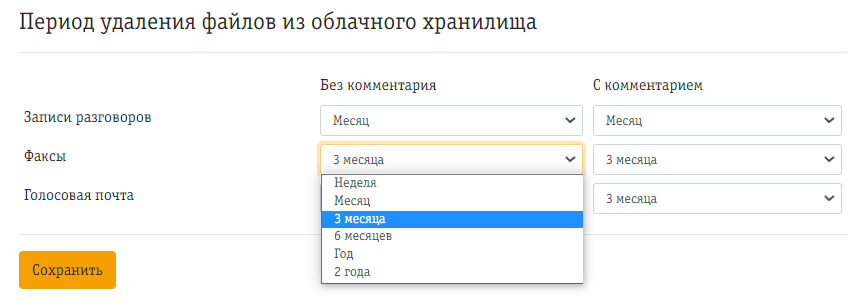 Период удаления файлов из облачного хранилища
Без комментария С комментарием
Записи разговоров Месяц Месяц
Факсы 3 месяца 3 месяца
Голосовая почта 3 месяца
Неделя
Месяц
3 месяца
6 месяцев
Год
2 года
Сохранить